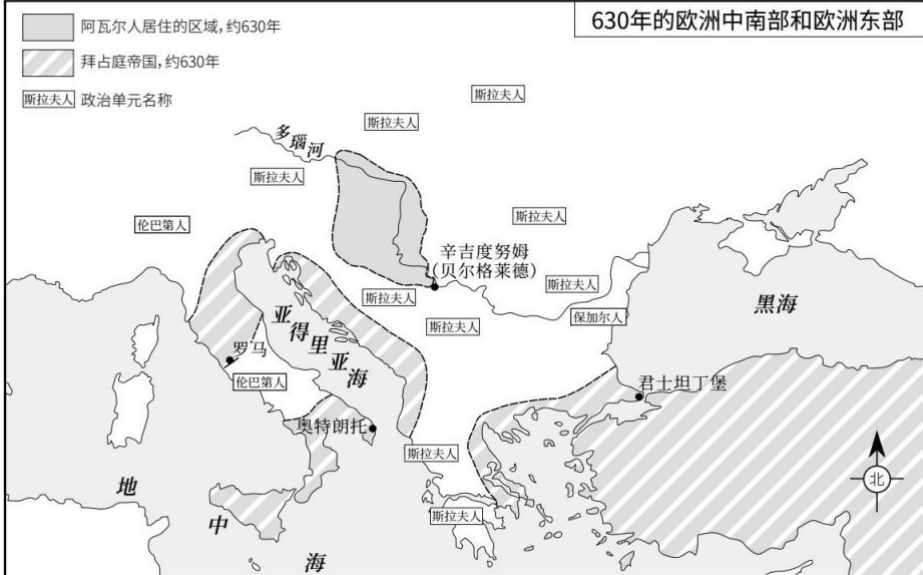 630年的欧洲中南部和欧洲东部
阿瓦尔人居住的区域，约630年
拜占庭帝国，约630年
斯拉夫人 政治单元名称
斯拉夫人
斯拉夫人
多瑙河
斯拉夫人
斯拉夫人
伦巴第人
辛吉度努姆
（贝尔格莱德）
斯拉夫人
斯拉夫人
黑海
保加尔人
斯拉夫人
亚得里亚海
罗马
伦巴第人
君士坦丁堡
奥特朗托
斯拉夫人
北
地中海
斯拉夫人